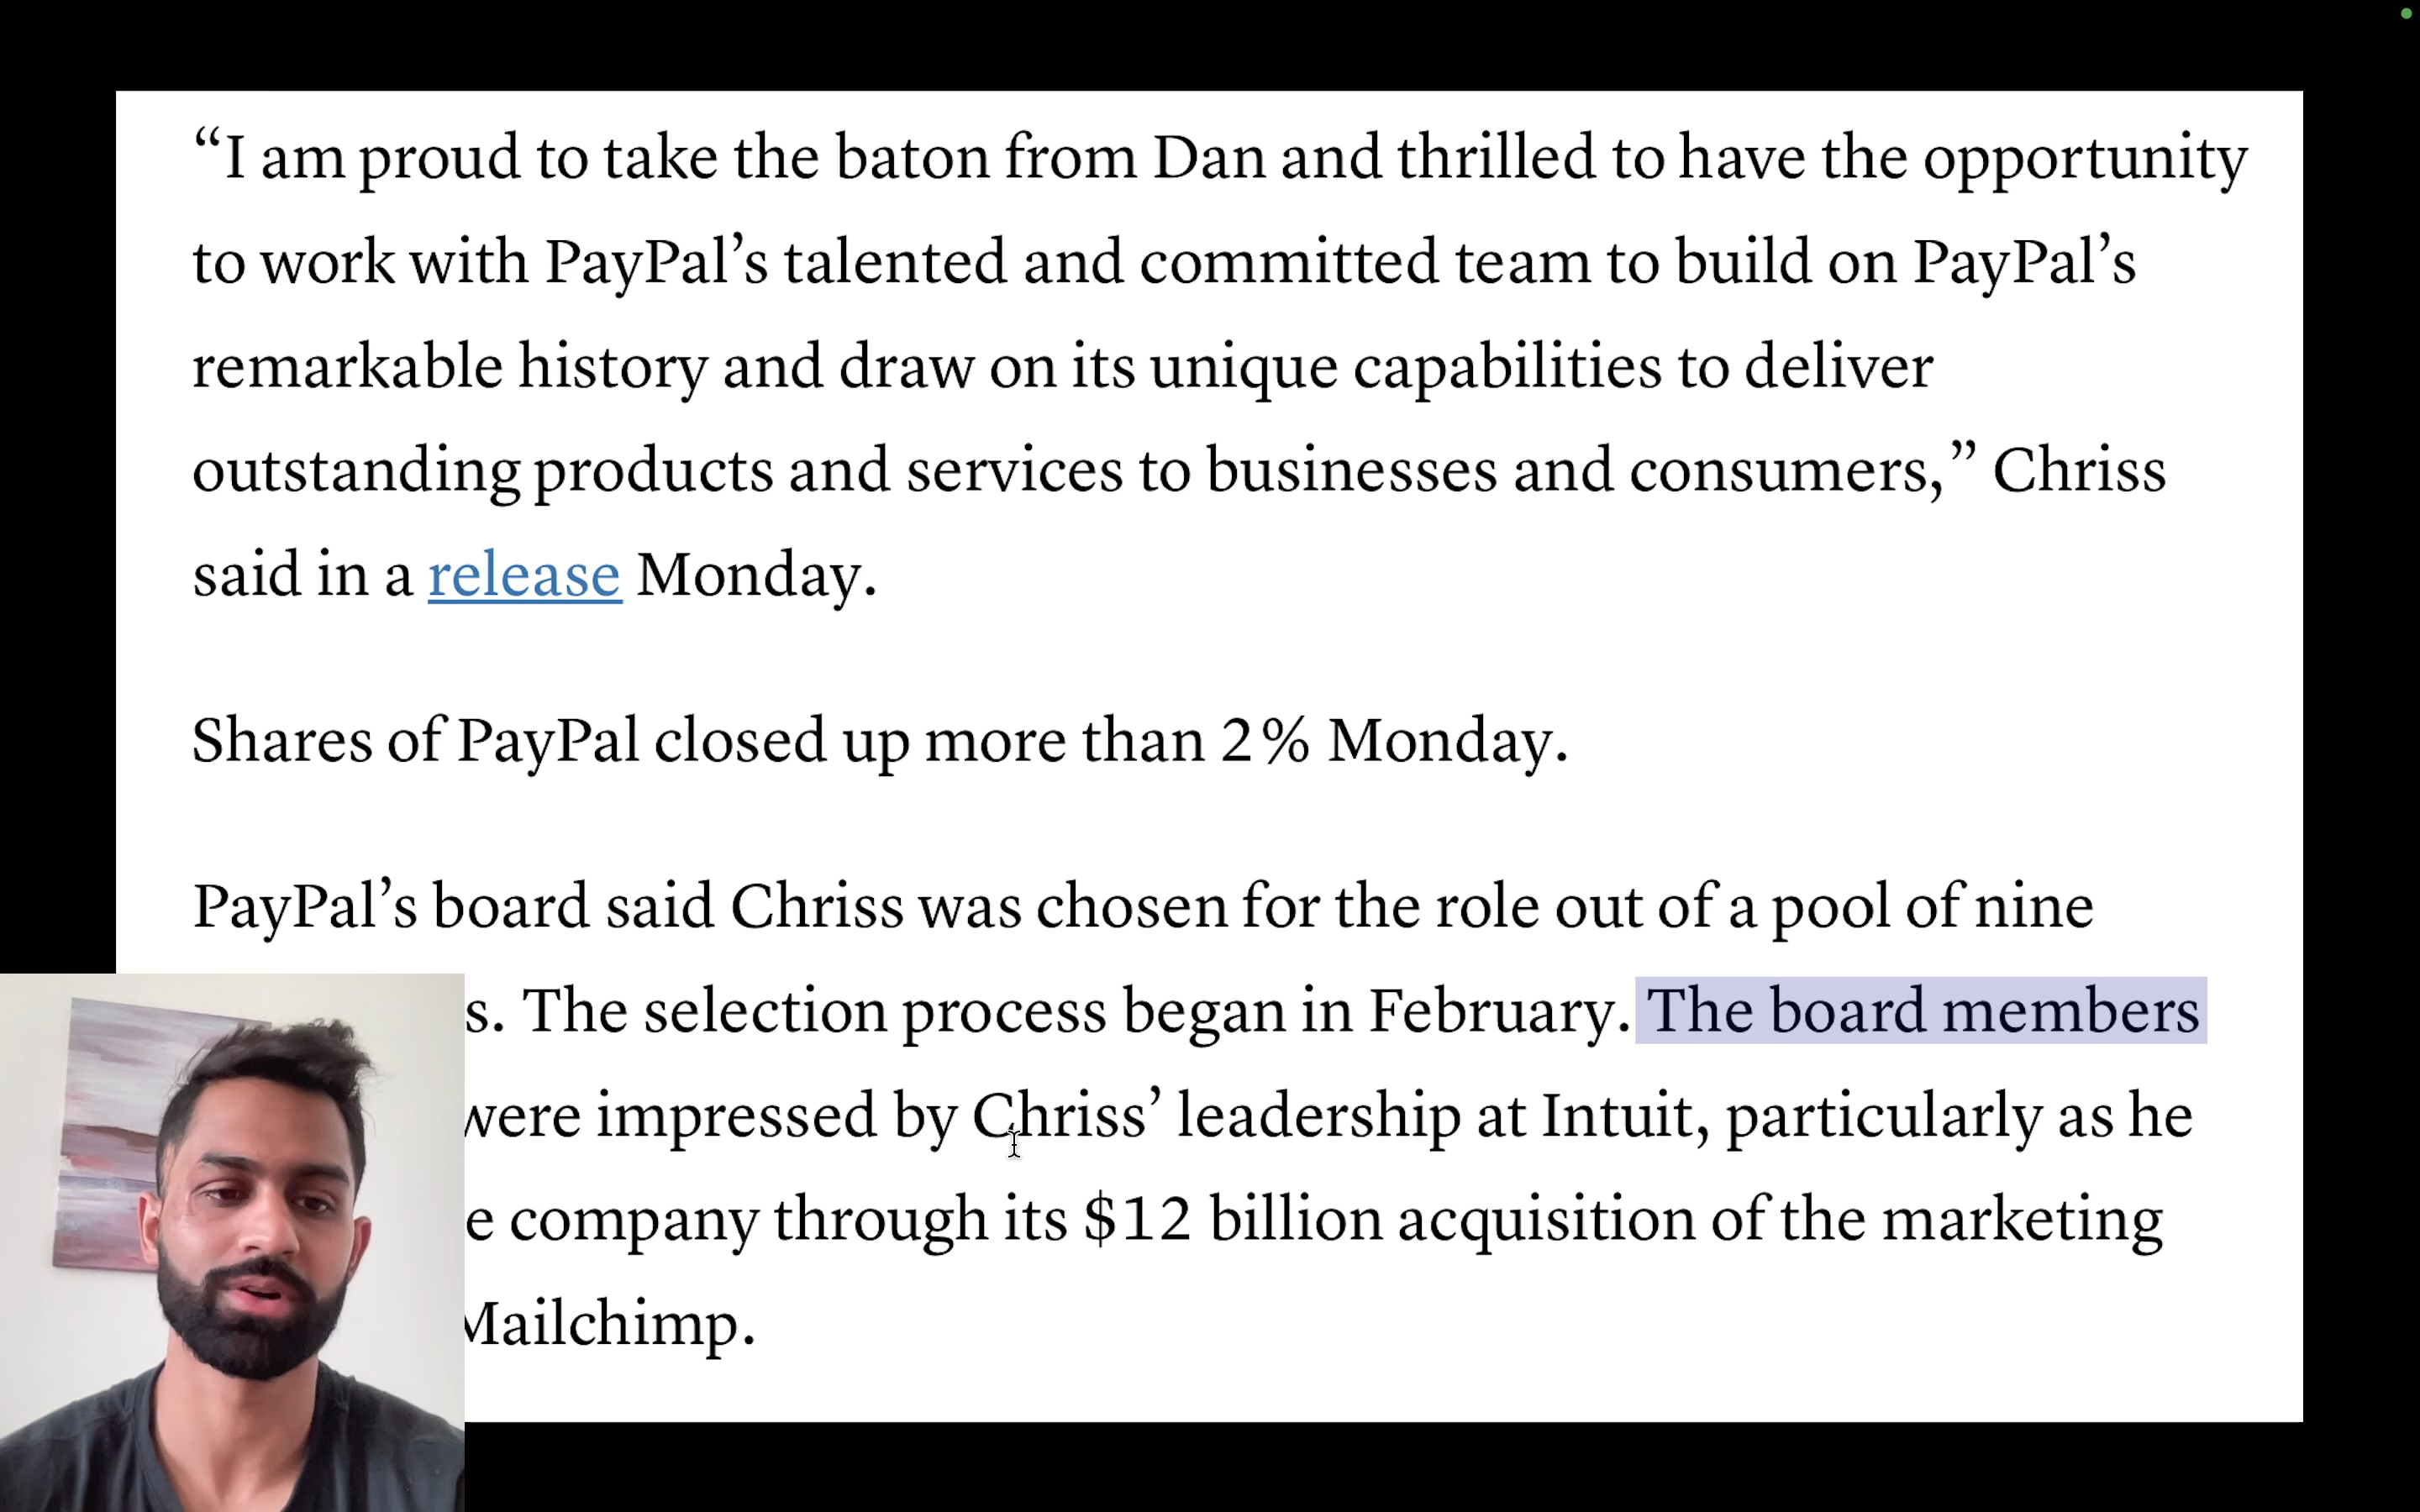 “I am proud to take the baton from Dan and thrilled to have the opportunity
to work with PayPal’s talented and committed team to build on PayPal’s
remarkable history and draw on its unique capabilities to deliver
outstanding products and services to businesses and consumers,” Chriss
said in a release Monday.
Shares of PayPal closed up more than 2% Monday.
PayPal’s board said Chriss was chosen for the role out of a pool of nine
s. The selection process began in February. The board members
were impressed by Chriss’ leadership at Intuit, particularly as he
e company through its $12 billion acquisition of the marketing
Mailchimp.